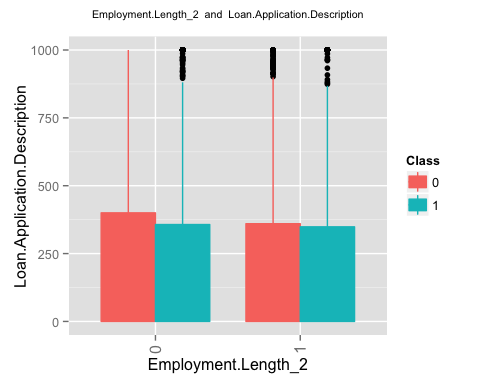 Employment.Length_2 and Loan.Application.Description
1000
750
500
250
0
Loan.Application.Description
0
1
Employment.Length_2
Class
0
1